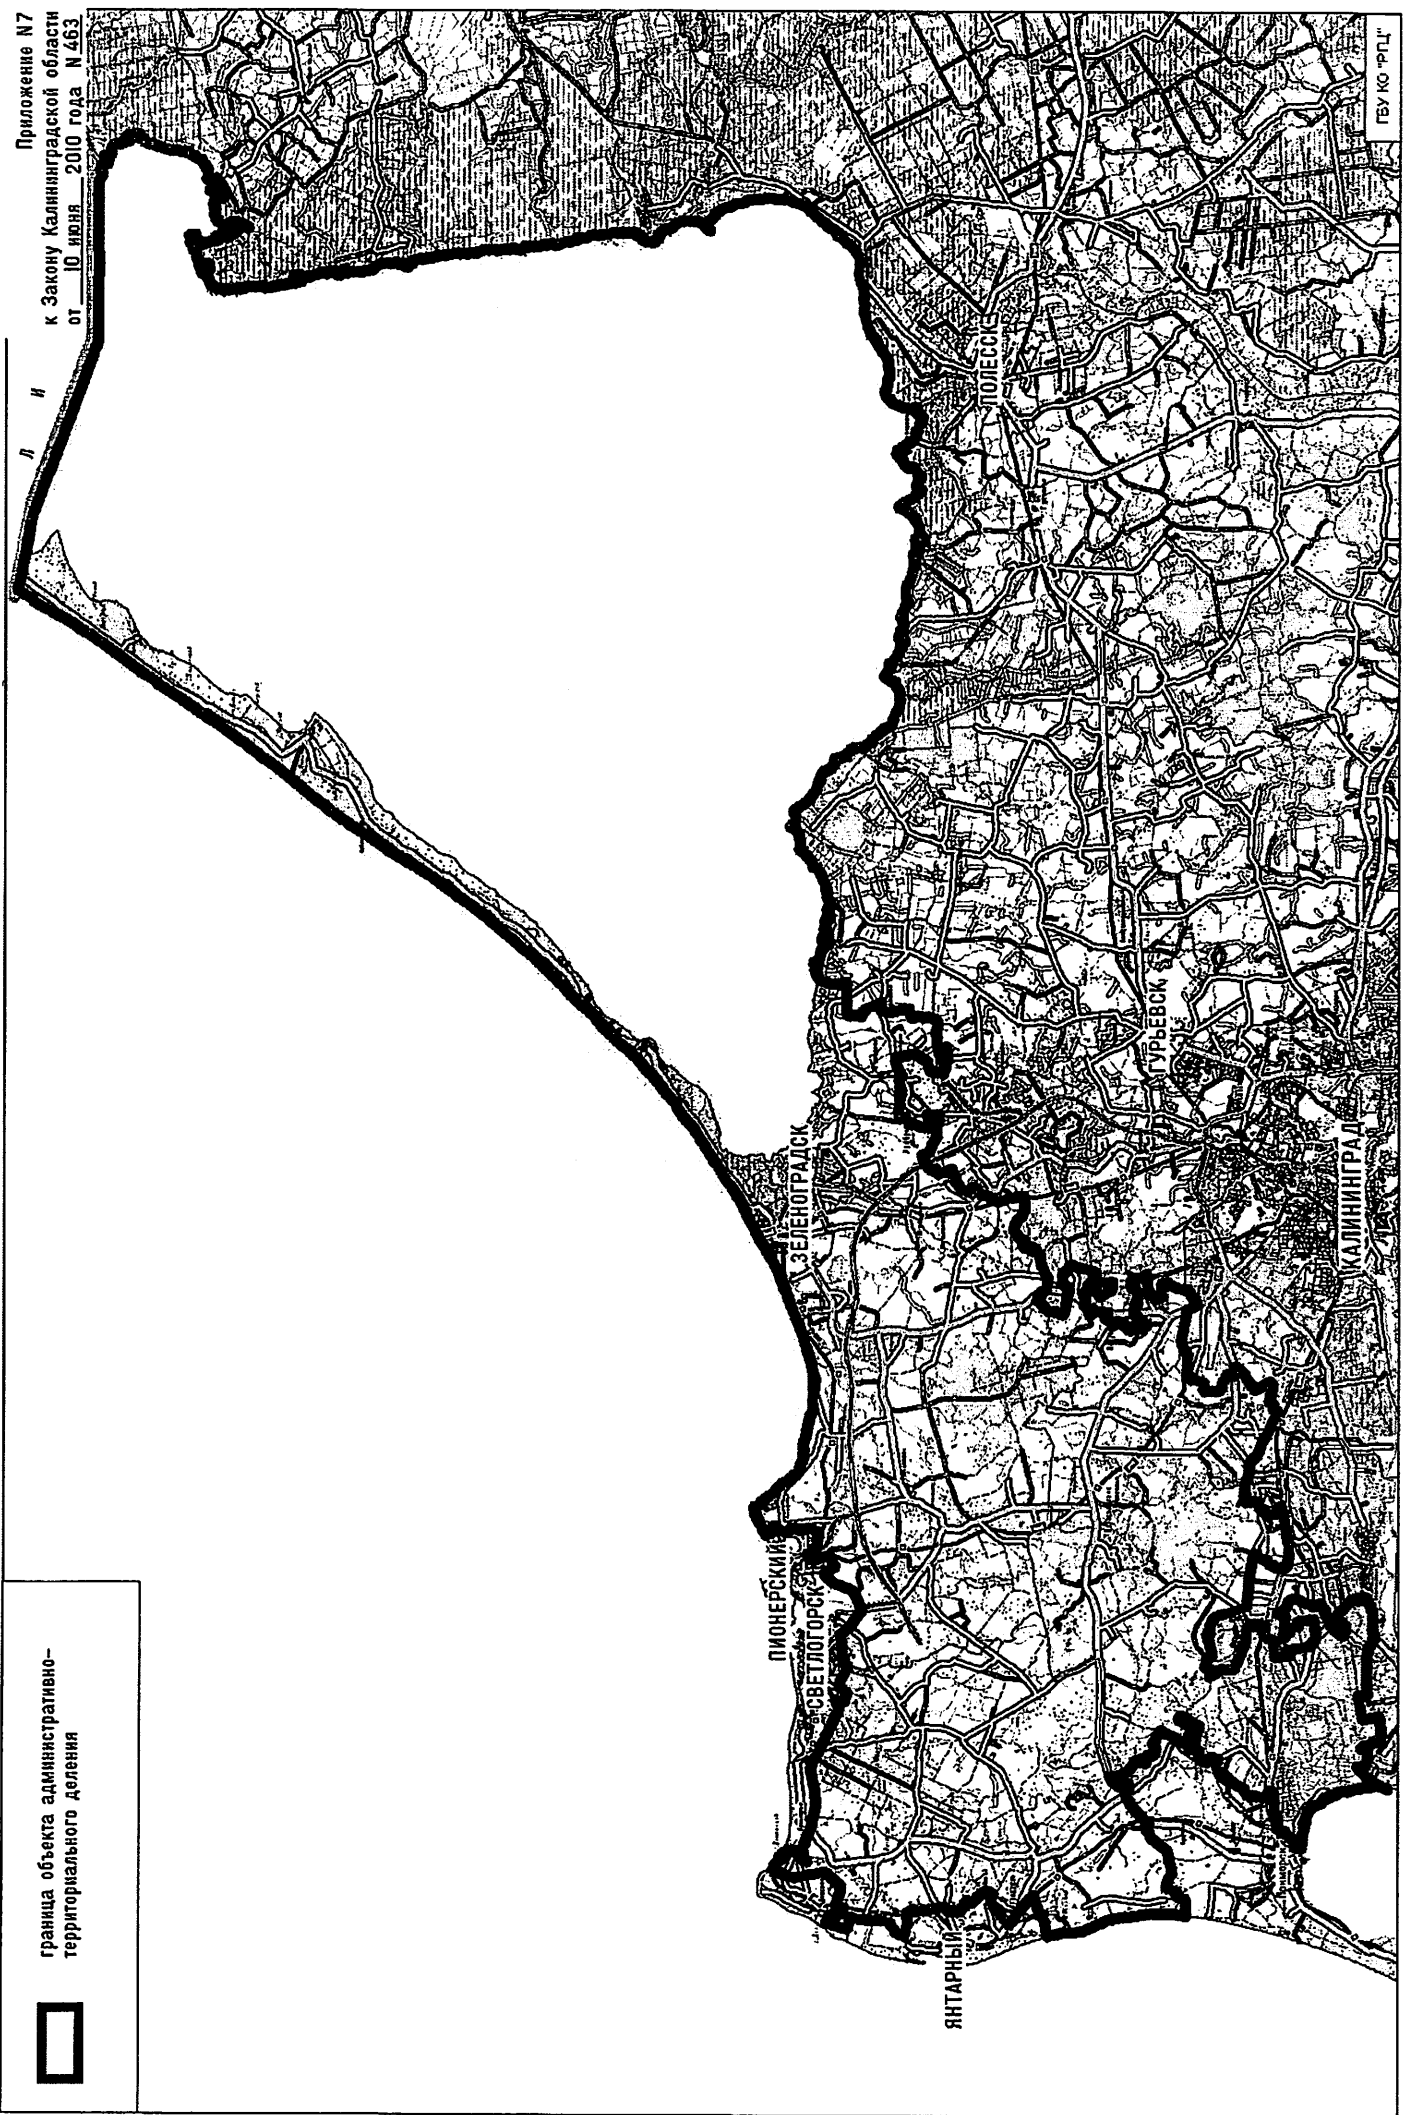 Приложение N7
к Закону Калининградской области
от 10 июня 2010 года N 463
Л И
ПОЛЕССК
ГУРЬЕВСК
ЗЕЛЕНОГРАДСК
КАЛИНИНГРАД
ПИОНЕРСКИЙ
СВЕТЛОГОРСК
ЯНТАРНЫЙ
граница объекта административно-
территориального деления
ГБУ КО "РГЦ"